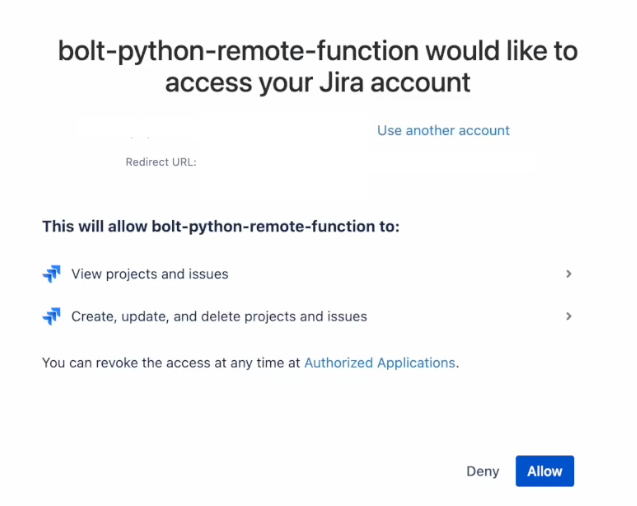 bolt-python-remote-function would like to
access your Jira account
Use another account
Redirect URL:
This will allow bolt-python-remote-function to:
View projects and issues
Create, update, and delete projects and issues
You can revoke the access at any time at Authorized Applications.
Deny
Allow